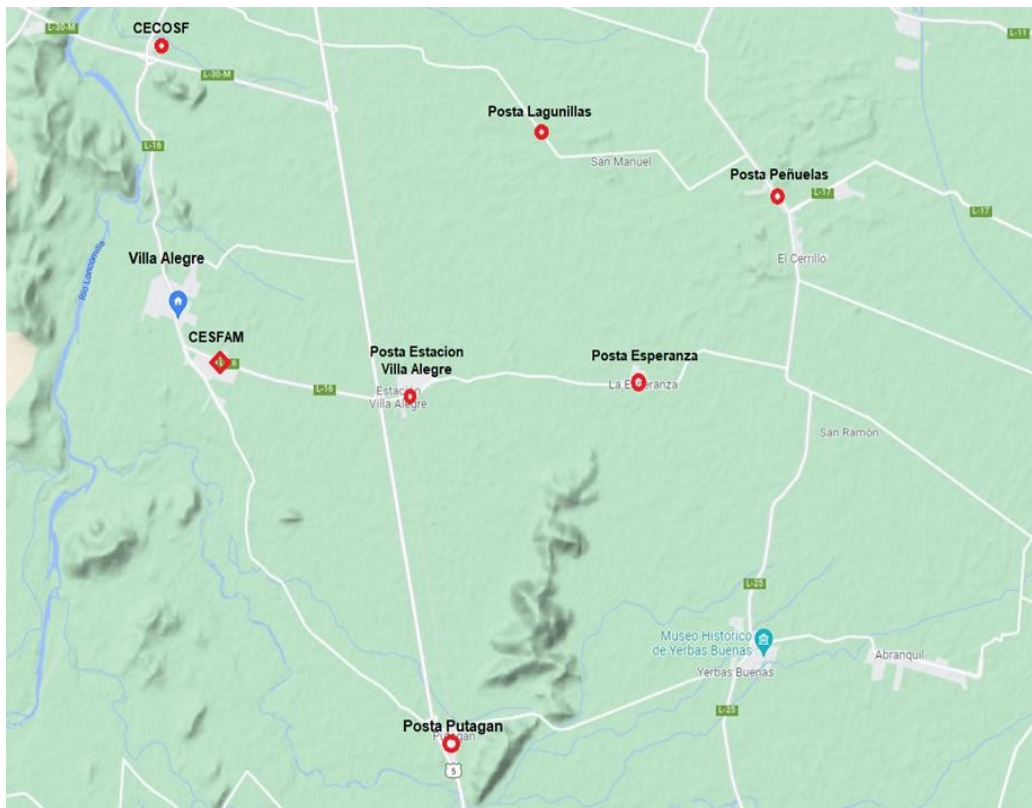 L-30-M
CECOSF
L-30-M
L-11
Posta Lagunillas
L-16
San Manuel
Posta Peñuelas
L-17
L-17
Río Loncomilla
Villa Alegre
El Cerrillo
CESFAM
Posta Estacion
Villa Alegre
Posta Esperanza
L-16
Estación
Villa Alegre
La Esperanza
San Ramón
L-25
Museo Histórico
de Yerbas Buenas
Yerbas Buenas
Abranquil
L-25
Posta Putagan
5